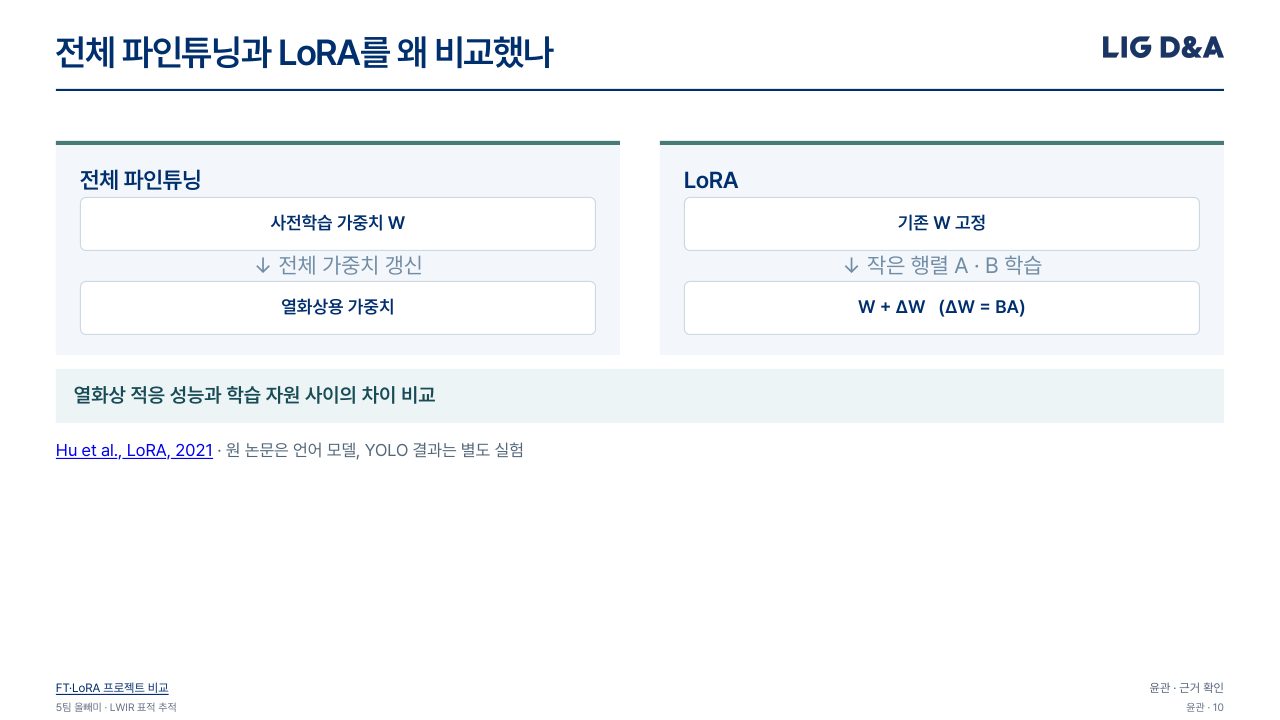 전체 파인튜닝과 LoRA를 왜 비교했나
LIG D&A
전체 파인튜닝
사전학습 가중치 W
↓ 전체 가중치 갱신
열화상용 가중치
LoRA
기존 W 고정
↓ 작은 행렬 A · B 학습
W + ΔW (ΔW = BA)
열화상 적응 성능과 학습 자원 사이의 차이 비교
Hu et al., LoRA, 2021 · 원 논문은 언어 모델, YOLO 결과는 별도 실험
FT·LoRA 프로젝트 비교
5팀 올빼미 · LWIR 표적 추적
윤관 · 근거 확인
윤관 · 10